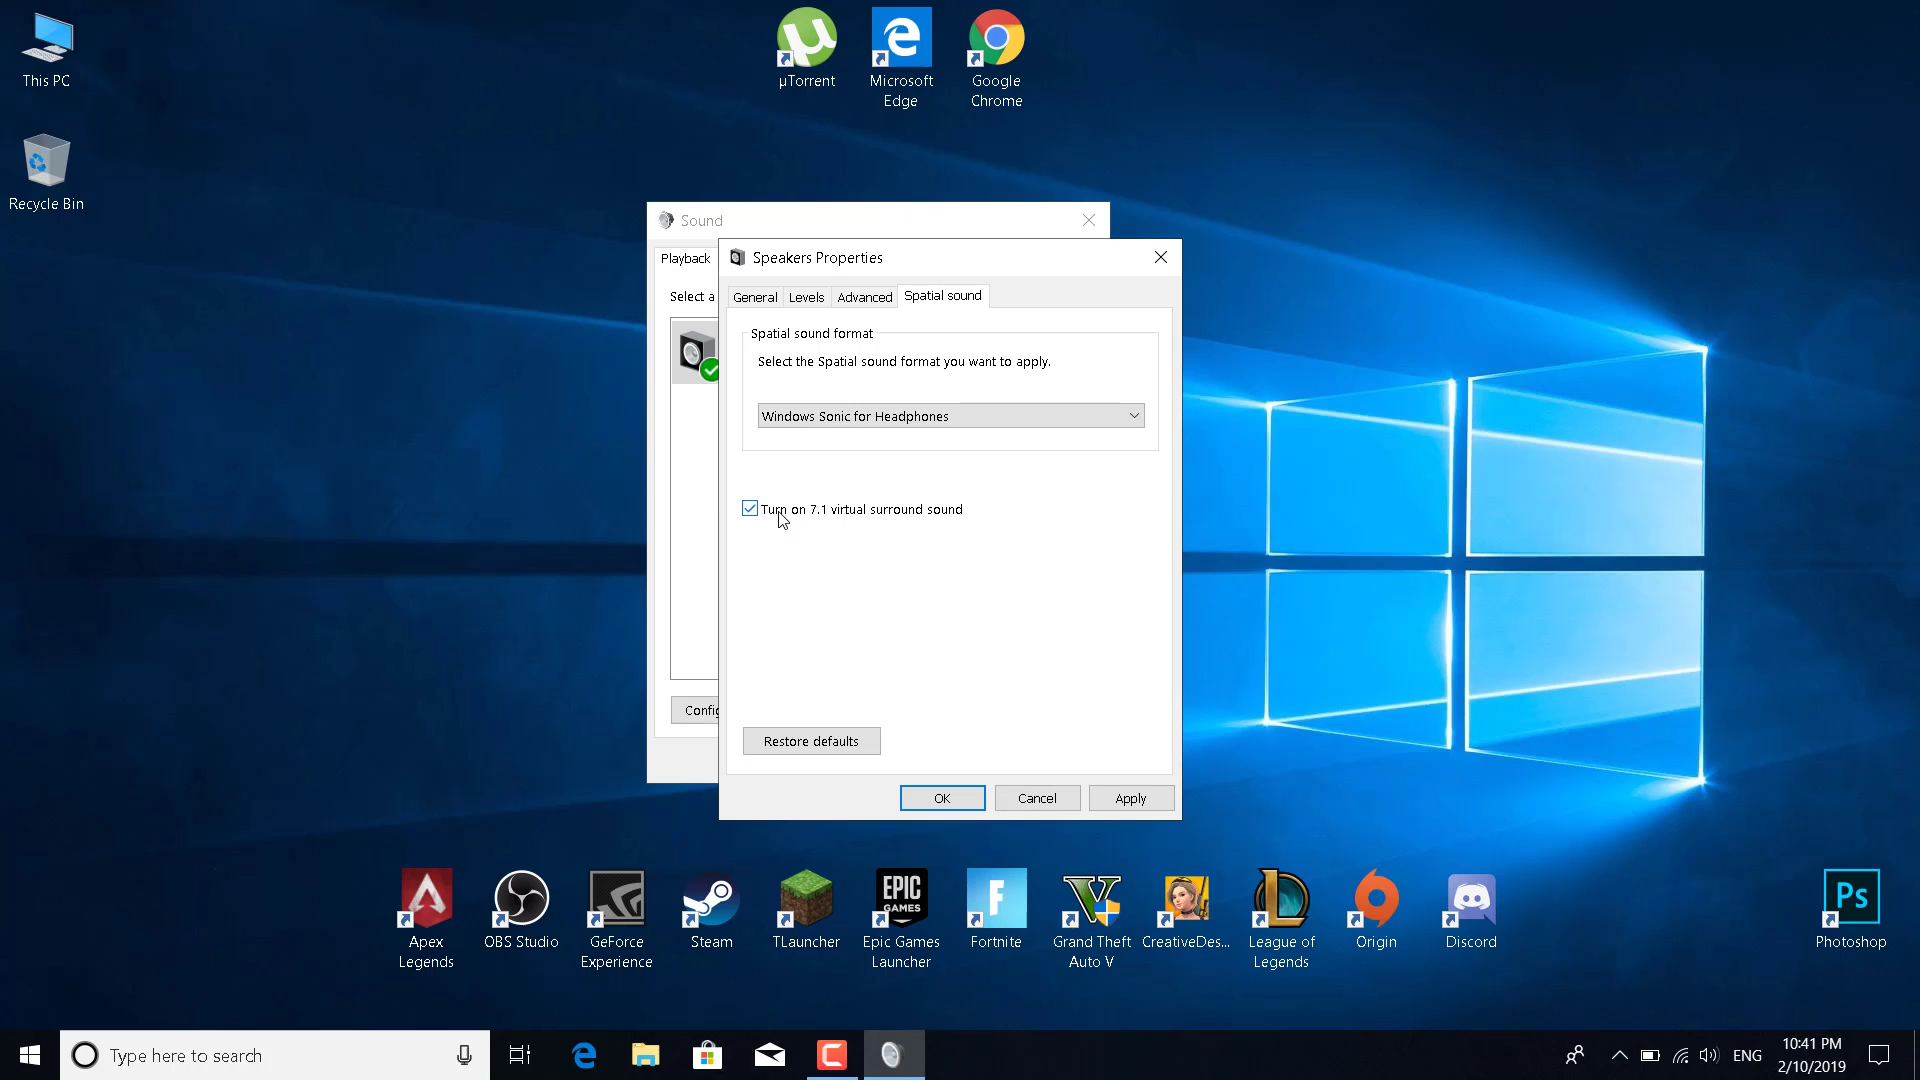 This PC
Recycle Bin
µTorrent
Microsoft
Edge
Google
Chrome
Sound
Playback
Select a
Config
Speakers Properties
General
Levels
Advanced
Spatial sound
Spatial sound format
Select the Spatial sound format you want to apply.
Windows Sonic for Headphones
Turn on 7.1 virtual surround sound
Restore defaults
OK
Cancel
Apply
EPIC
GAMES
F
V
L
Ps
Apex
Legends
OBS Studio
GeForce
Experience
Steam
TLauncher
Epic Games
Launcher
Fortnite
Grand Theft
Auto V
CreativeDes...
League of
Legends
Origin
Discord
Photoshop
Type here to search
ENG
10:41 PM
2/10/2019